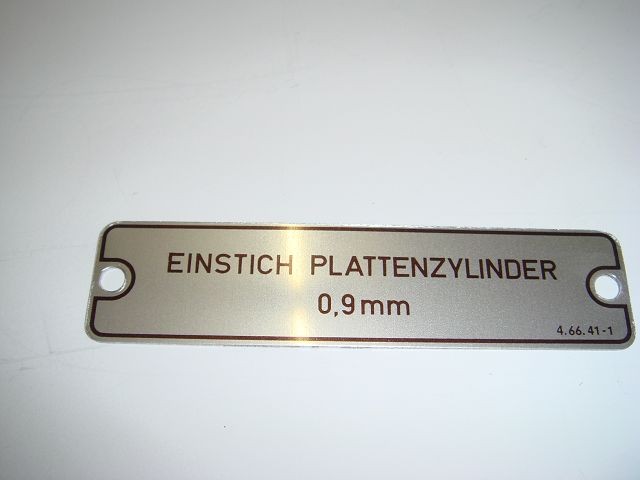 EINSTICH PLATTENZYLINDER
0,9mm
4.66.41-1